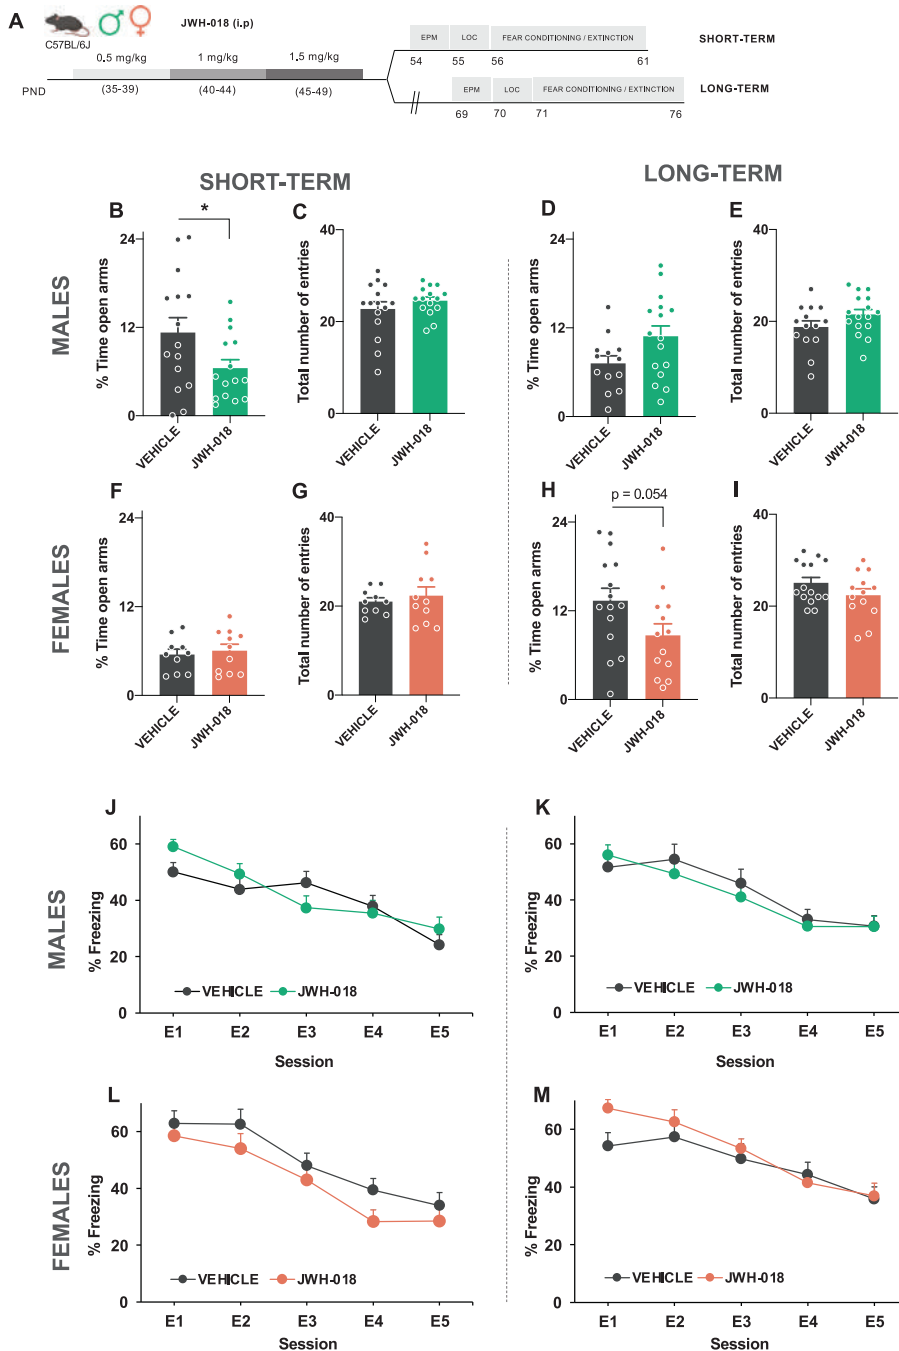 A
JWH-018 (i.p)
C57BL/6J
0.5 mg/kg
1 mg/kg
1.5 mg/kg
PND
(35-39)
(40-44)
(45-49)
EPM
LOC
FEAR CONDITIONING / EXTINCTION
SHORT-TERM
54
55
56
61
EPM
LOC
FEAR CONDITIONING / EXTINCTION
LONG-TERM
69
70
71
76
SHORT-TERM
LONG-TERM
MALES
B
*
% Time open arms
24
12
0
VEHICLE
JWH-018
C
Total number of entries
40
20
0
VEHICLE
JWH-018
D
% Time open arms
24
12
0
VEHICLE
JWH-018
E
Total number of entries
40
20
0
VEHICLE
JWH-018
FEMALES
F
% Time open arms
24
12
0
VEHICLE
JWH-018
G
Total number of entries
40
20
0
VEHICLE
JWH-018
H
p = 0.054
% Time open arms
24
12
0
VEHICLE
JWH-018
I
Total number of entries
40
20
0
VEHICLE
JWH-018
MALES
J
% Freezing
60
40
20
0
VEHICLE
JWH-018
E1 E2 E3 E4 E5
Session
K
% Freezing
60
40
20
0
VEHICLE
JWH-018
E1 E2 E3 E4 E5
Session
FEMALES
L
% Freezing
60
40
20
0
VEHICLE
JWH-018
E1 E2 E3 E4 E5
Session
M
% Freezing
60
40
20
0
VEHICLE
JWH-018
E1 E2 E3 E4 E5
Session